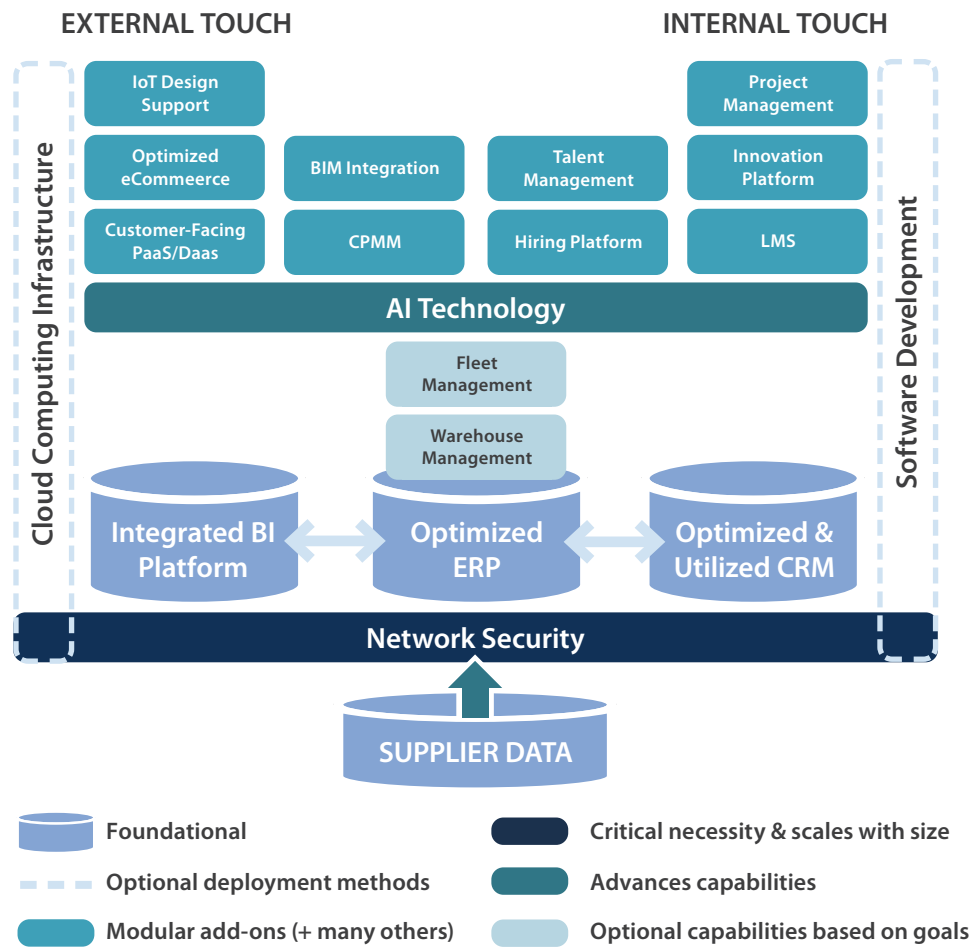 EXTERNAL TOUCH
INTERNAL TOUCH
Cloud Computing Infrastructure
IoT Design
Support
Project
Management
Optimized
eCommeerce
BIM Integration
Talent
Management
Innovation
Platform
Customer-Facing
PaaS/Daas
CPMM
Hiring Platform
LMS
Software Development
AI Technology
Fleet
Management
Warehouse
Management
Integrated BI
Platform
Optimized
ERP
Optimized &
Utilized CRM
Network Security
SUPPLIER DATA
Foundational
Critical necessity & scales with size
Optional deployment methods
Advances capabilities
Modular add-ons (+ many others)
Optional capabilities based on goals